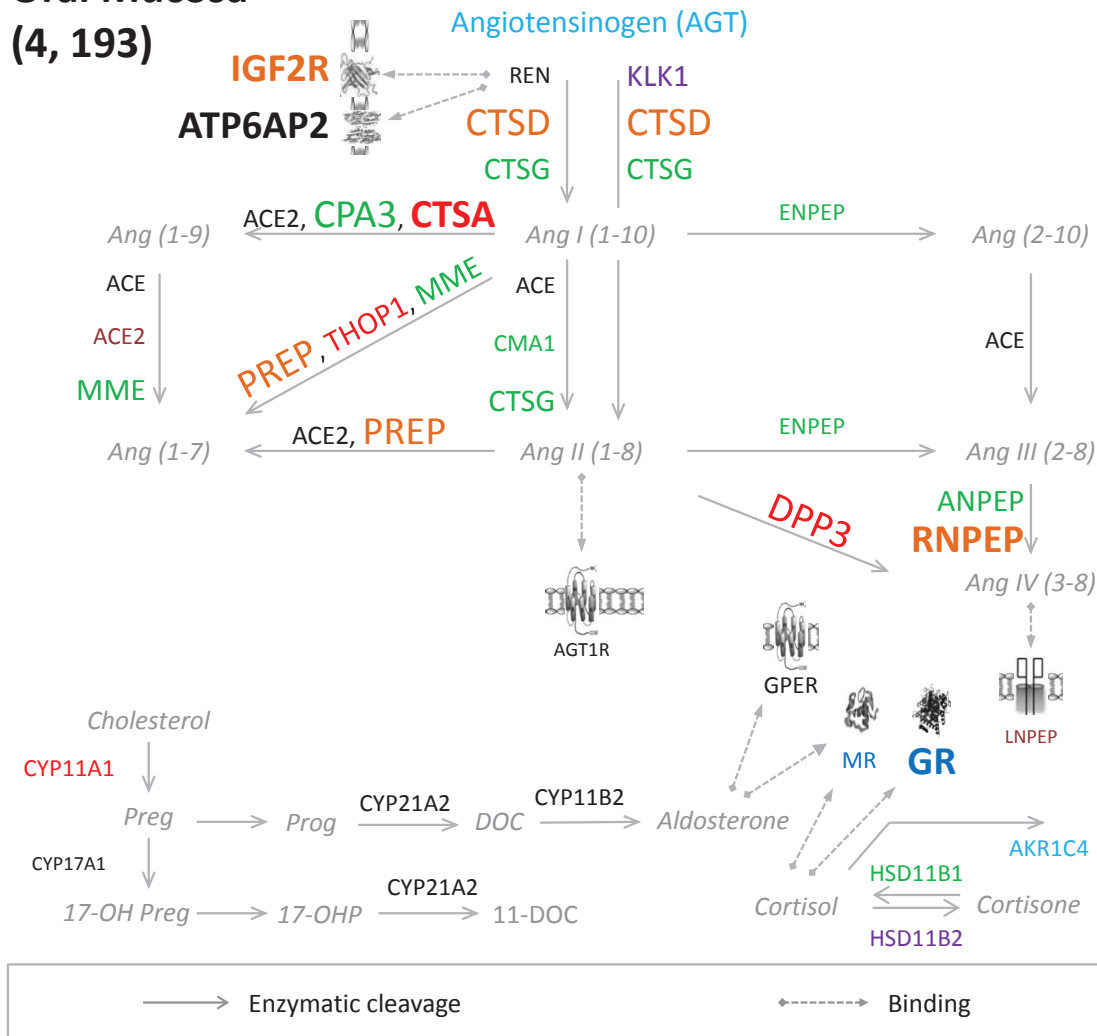 (4, 193)
Angiotensinogen (AGT)
IGF2R
REN
KLK1
ATP6AP2
CTSD
CTSD
CTSG
CTSG
ACE2, CPA3, CTSA
ENPEP
Ang (1-9)
Ang I (1-10)
Ang (2-10)
ACE
ACE
ACE2
PREP, THOP1, MME
CMA1
ACE
MME
CTSG
ACE2, PREP
ENPEP
Ang (1-7)
Ang II (1-8)
Ang III (2-8)
ANPEP
DPP3
RNPEP
Ang IV (3-8)
AGT1R
GPER
Cholesterol
LNPEP
CYP11A1
MR
GR
CYP21A2
CYP11B2
Preg
Prog
DOC
Aldosterone
CYP17A1
AKR1C4
CYP21A2
HSD11B1
17-OH Preg
17-OHP
11-DOC
Cortisol
Cortisone
HSD11B2
Enzymatic cleavage
Binding